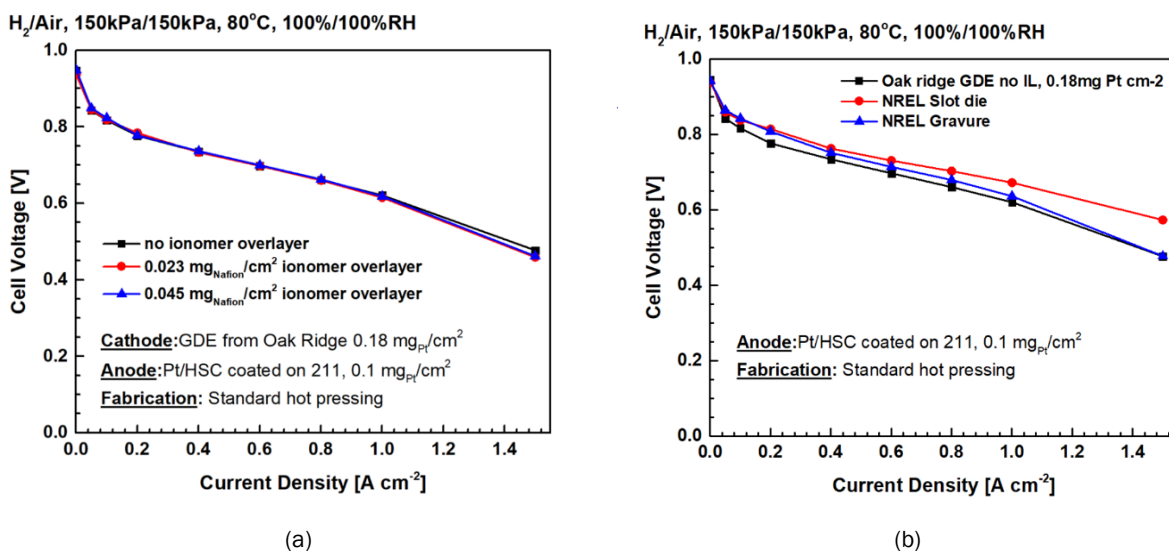 H₂/Air, 150kPa/150kPa, 80°C, 100%/100%RH
1.0
0.8
0.6
0.4
0.2
0.0
Cell Voltage [V]
no ionomer overlayer
0.023 mg_Nafion/cm² ionomer overlayer
0.045 mg_Nafion/cm² ionomer overlayer
Cathode:GDE from Oak Ridge 0.18 mg_Pt/cm²
Anode:Pt/HSC coated on 211, 0.1 mg_Pt/cm²
Fabrication: Standard hot pressing
0.0 0.2 0.4 0.6 0.8 1.0 1.2 1.4
Current Density [A cm⁻²]
(a)
H₂/Air, 150kPa/150kPa, 80°C, 100%/100%RH
1.0
0.8
0.6
0.4
0.2
0.0
Cell Voltage [V]
Oak ridge GDE no IL, 0.18mg Pt cm-2
NREL Slot die
NREL Gravure
Anode:Pt/HSC coated on 211, 0.1 mg_Pt/cm²
Fabrication: Standard hot pressing
0.0 0.2 0.4 0.6 0.8 1.0 1.2 1.4
Current Density [A cm⁻²]
(b)